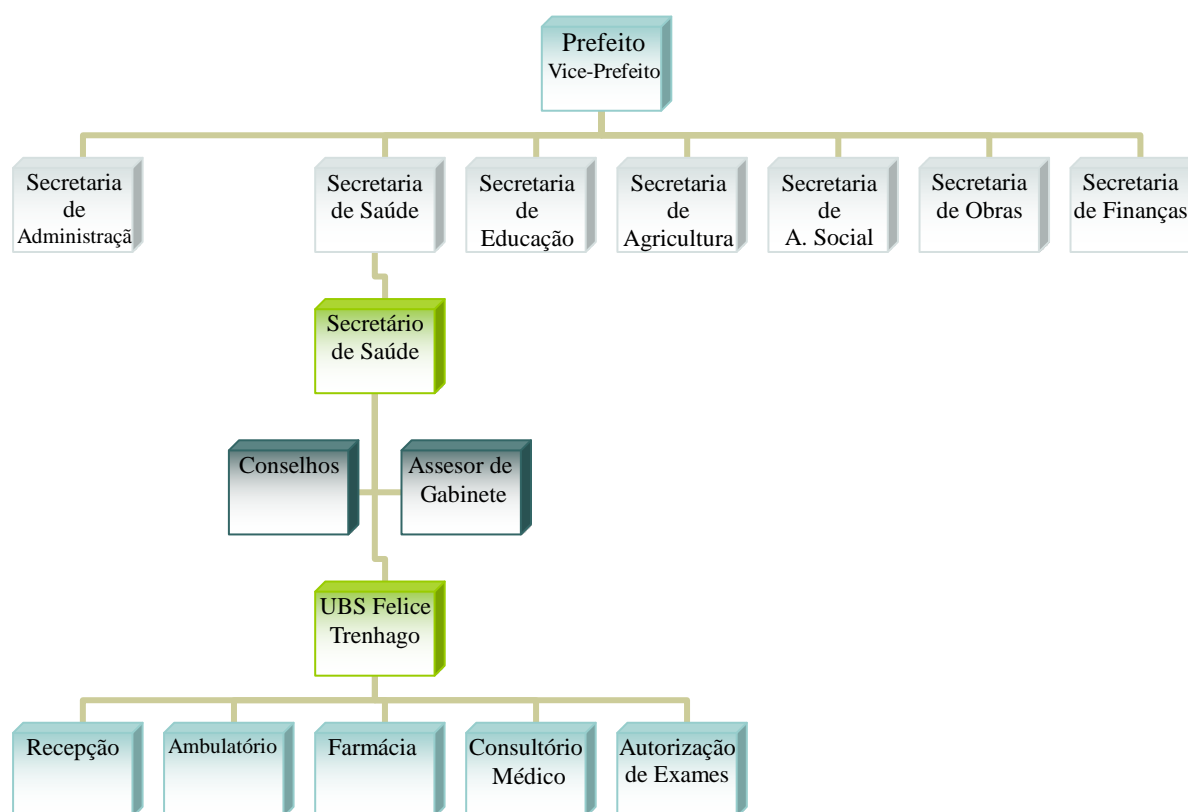 Prefeito
Vice-Prefeito
Secretaria
de
Administraçã
Secretaria
de Saúde
Secretaria
de
Educação
Secretaria
de
Agricultura
Secretaria
de
A. Social
Secretaria
de Obras
Secretaria
de Finanças
Secretário
de Saúde
Conselhos
Assesor de
Gabinete
UBS Felice
Trenhago
Recepção
Ambulatório
Farmácia
Consultório
Médico
Autorização
de Exames